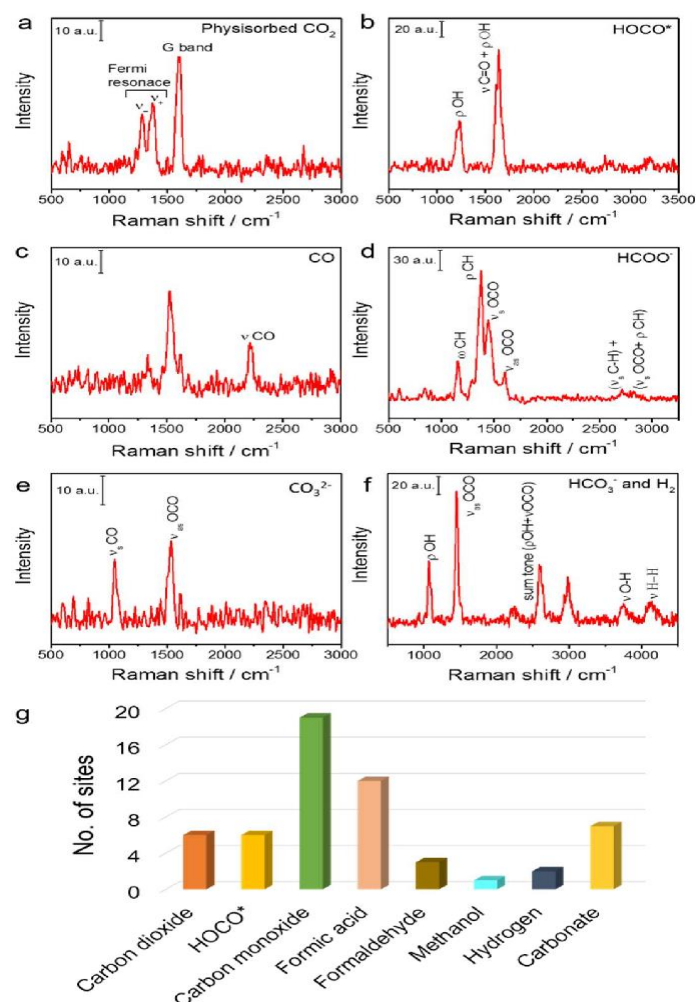 a
10 a.u.
Physisorbed CO₂
G band
Fermi
resonace
ν₋
ν₊
Intensity
500 1000 1500 2000 2500 3000
Raman shift / cm⁻¹
b
20 a.u.
HOCO*
ρ OH
ν C=O + ρ OH
Intensity
500 1000 1500 2000 2500 3000 3500
Raman shift / cm⁻¹
c
10 a.u.
CO
ν CO
Intensity
500 1000 1500 2000 2500 3000
Raman shift / cm⁻¹
d
30 a.u.
HCOO⁻
ω CH
ρ CH
νₛ OCO
νₐₛ OCO
(νₛ C-H) +
(νₛ OCO+ ρ CH)
Intensity
500 1000 1500 2000 2500 3000
Raman shift / cm⁻¹
e
10 a.u.
CO₃²⁻
νₛ CO
νₐₛ OCO
Intensity
500 1000 1500 2000 2500 3000
Raman shift / cm⁻¹
f
20 a.u.
HCO₃⁻ and H₂
ρ OH
νₐₛ OCO
sum tone (ρOH+νOCO)
ν O-H
ν H−H
Intensity
1000 2000 3000 4000
Raman shift / cm⁻¹
g
No. of sites
20
16
12
8
4
0
Carbon dioxide
HOCO*
Carbon monoxide
Formic acid
Formaldehyde
Methanol
Hydrogen
Carbonate